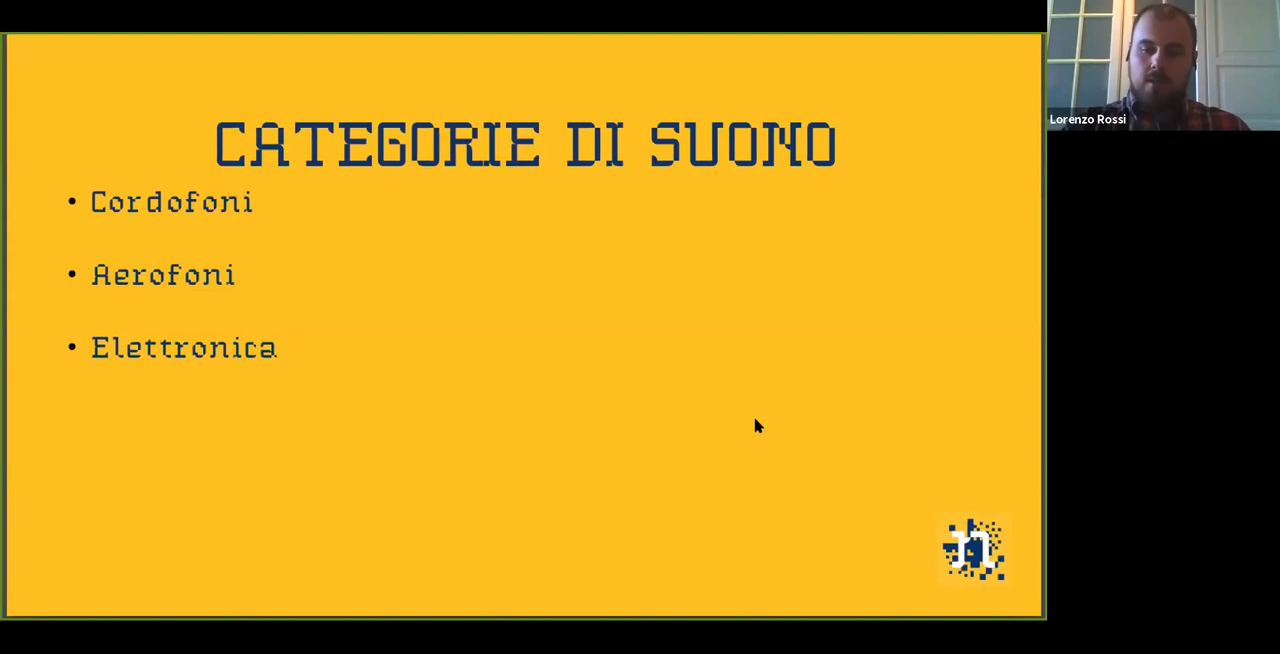 CATEGORIE DI SUONO
• Cordofoni
• Aerofoni
• Elettronica
n
Lorenzo Rossi